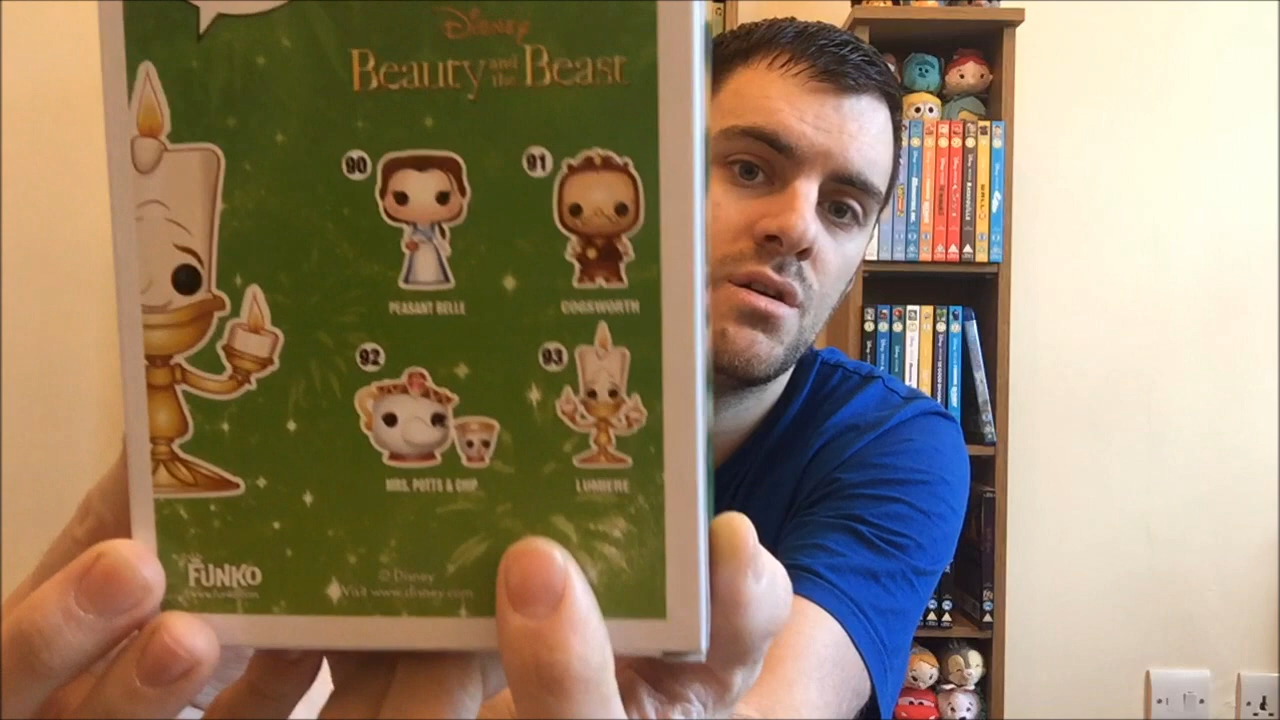 Disney
Beauty and the Beast
90
91
PEASANT BELLE
COGSWORTH
92
93
MRS. POTTS & CHIP
LUMIERE
FUNKO
© Disney
Visit www.disney.com